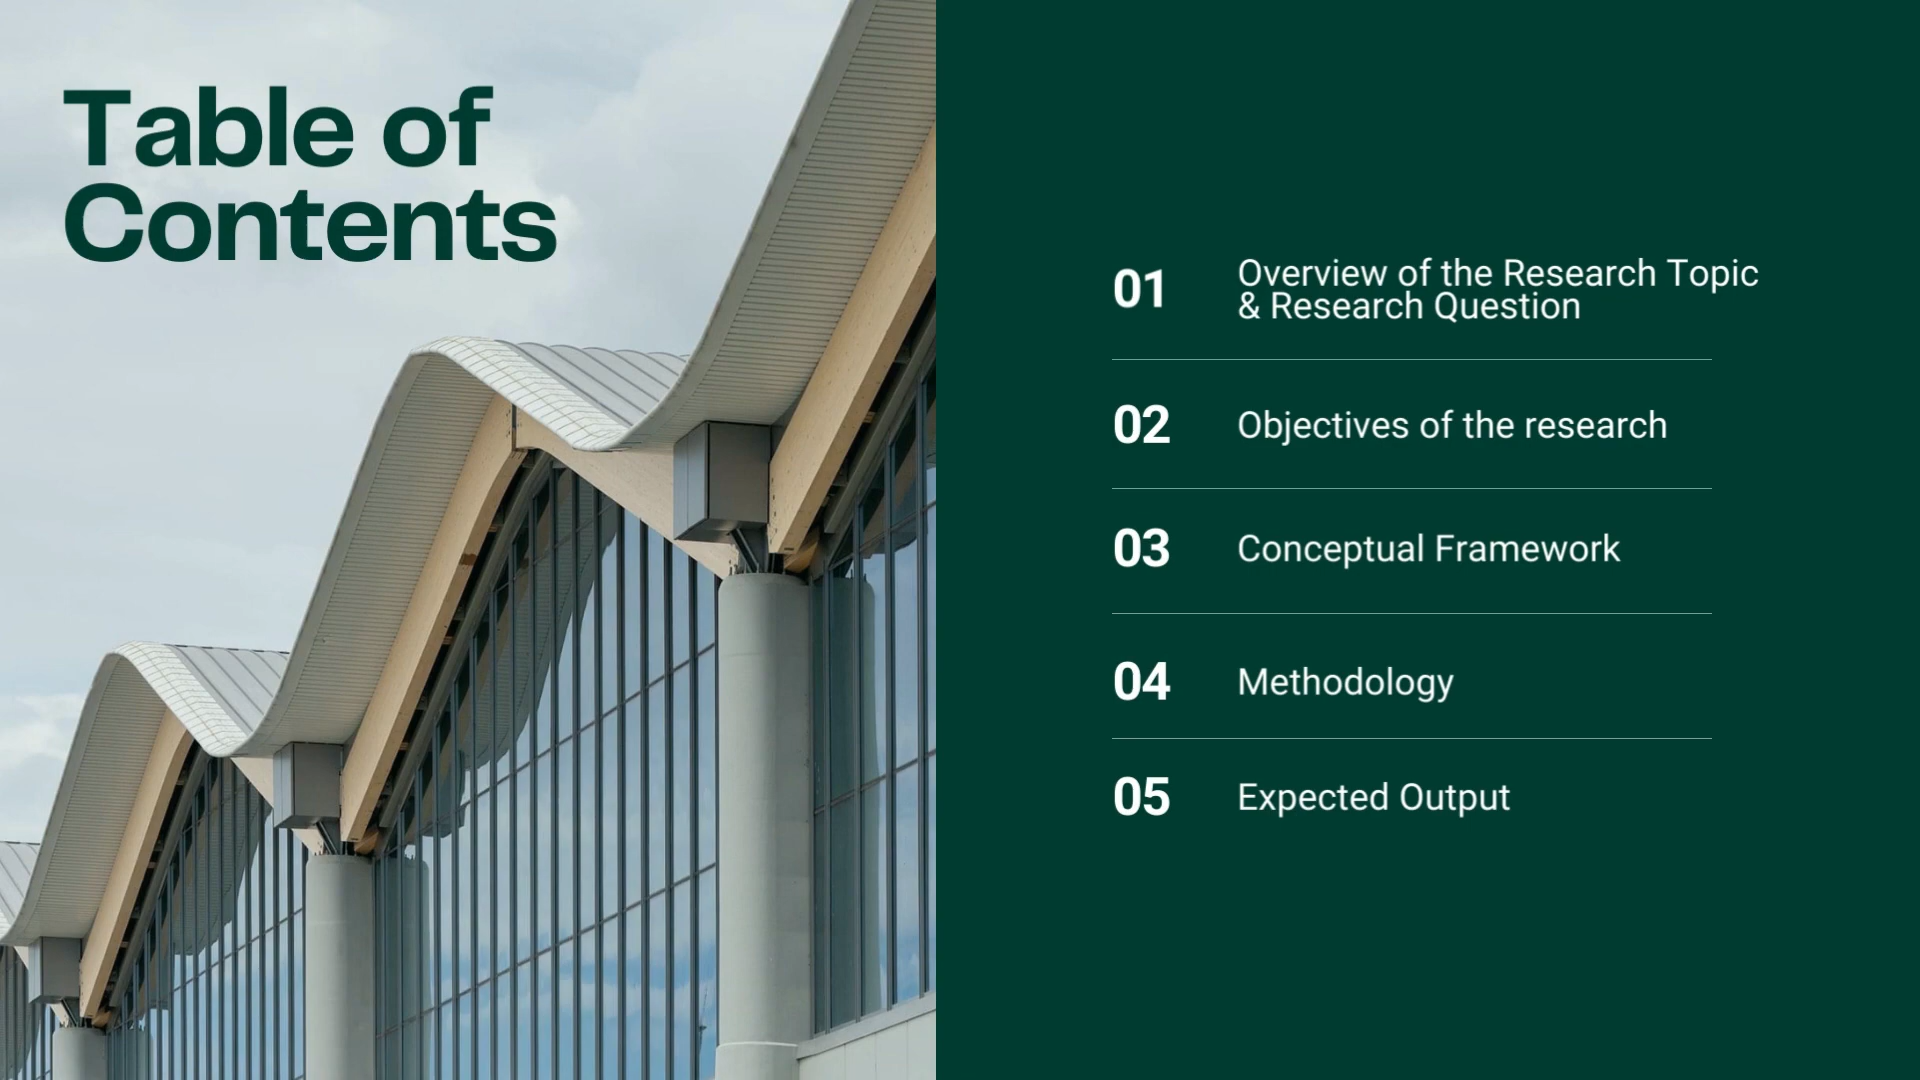 Table of
Contents
01
Overview of the Research Topic
& Research Question
02
Objectives of the research
03
Conceptual Framework
04
Methodology
05
Expected Output